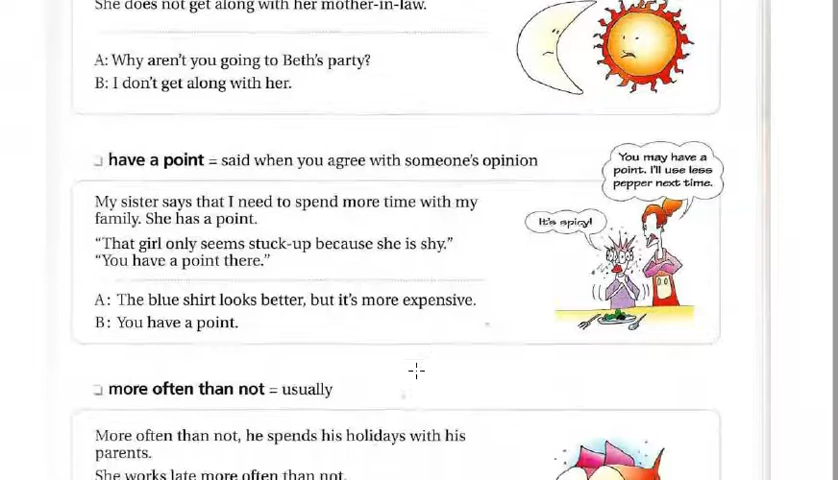 She does not get along with her mother-in-law.
A: Why aren't you going to Beth's party?
B: I don't get along with her.
have a point = said when you agree with someone's opinion
You may have a
point. I'll use less
pepper next time.
It's spicy!
My sister says that I need to spend more time with my
family. She has a point.
"That girl only seems stuck-up because she is shy."
"You have a point there."
A: The blue shirt looks better, but it's more expensive.
B: You have a point.
more often than not = usually
More often than not, he spends his holidays with his
parents.
She works late more often than not.